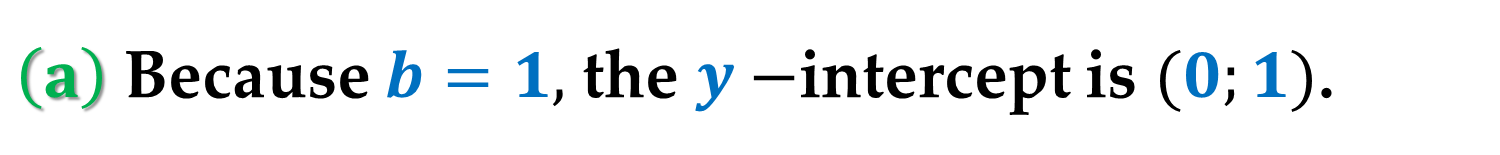 (a) Because b = 1, the y −intercept is (0; 1).